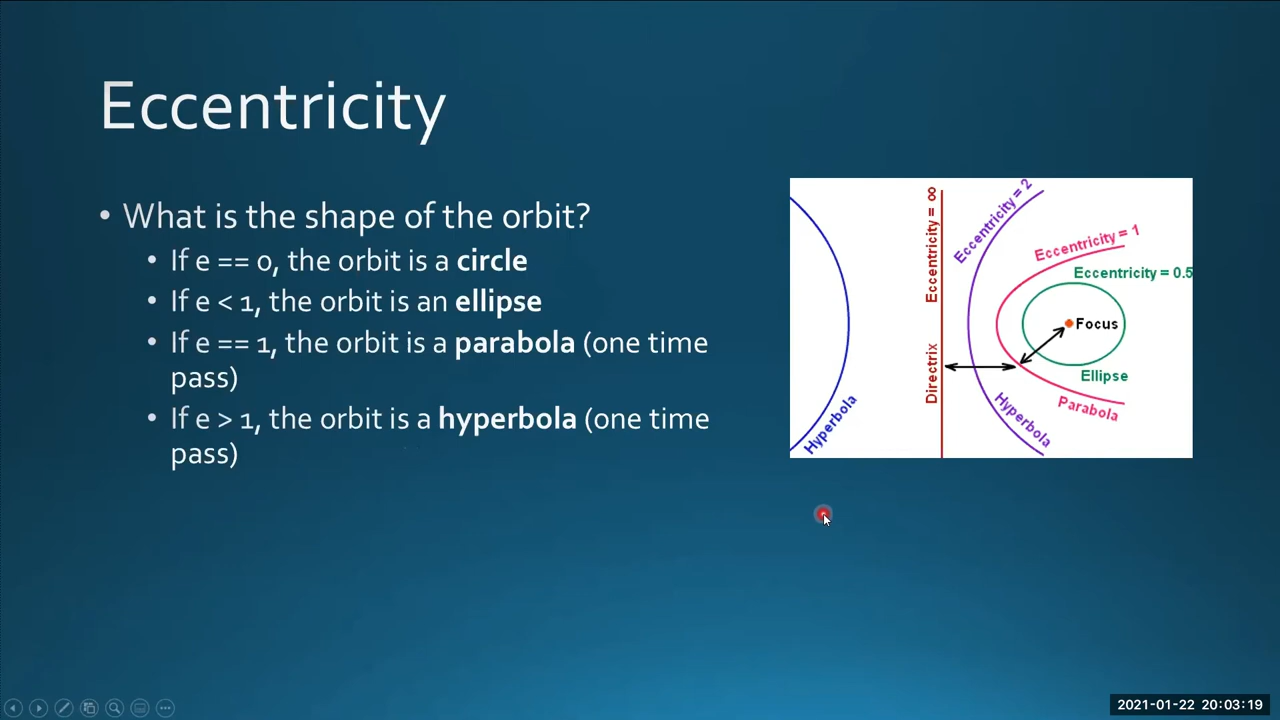 Eccentricity
• What is the shape of the orbit?
• If e == 0, the orbit is a circle
• If e < 1, the orbit is an ellipse
• If e == 1, the orbit is a parabola (one time
pass)
• If e > 1, the orbit is a hyperbola (one time
pass)
Eccentricity = ∞
Eccentricity = 2
Eccentricity = 1
Eccentricity = 0.5
Focus
Directrix
Ellipse
Parabola
Hyperbola
Hyperbola
2021-01-22 20:03:19